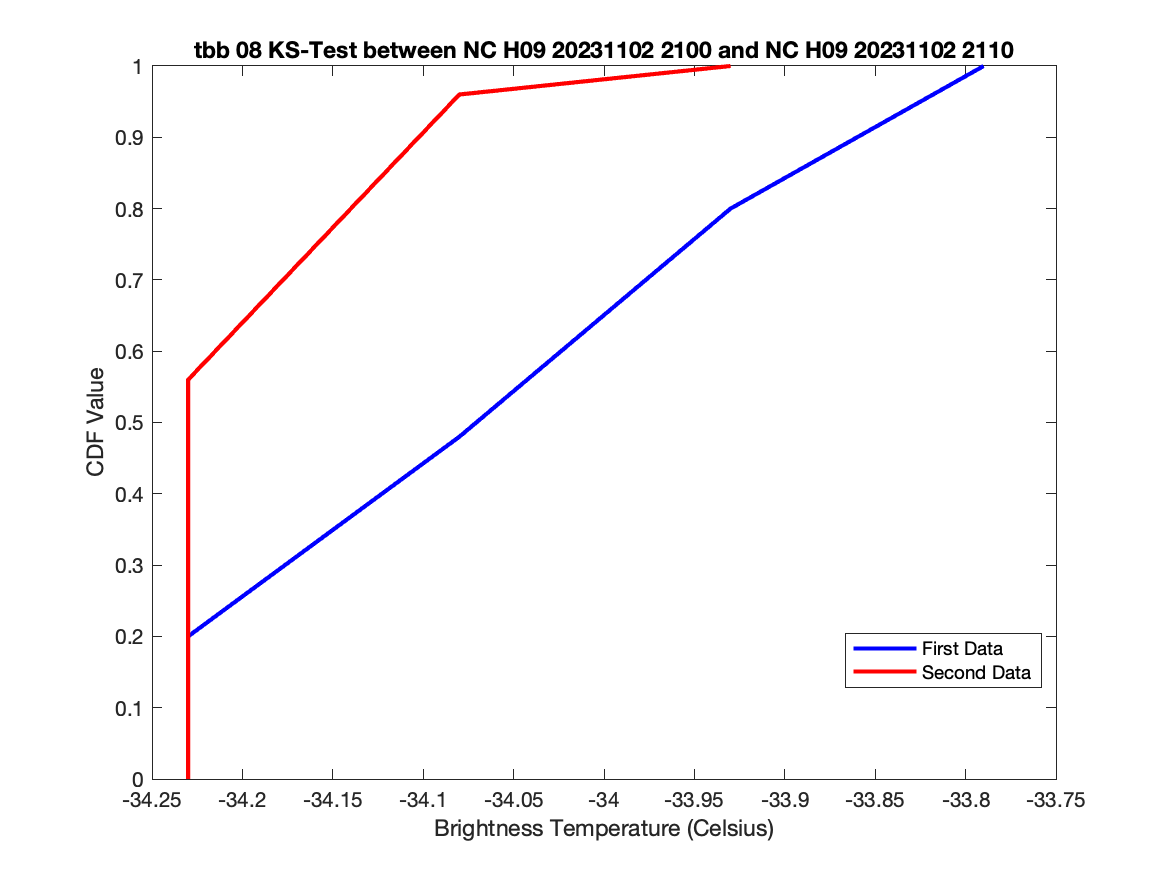 tbb 08 KS-Test between NC H09 20231102 2100 and NC H09 20231102 2110
1
0.9
0.8
0.7
0.6
0.5
0.4
0.3
0.2
0.1
0
CDF Value
First Data
Second Data
-34.25 -34.2 -34.15 -34.1 -34.05 -34 -33.95 -33.9 -33.85 -33.8 -33.75
Brightness Temperature (Celsius)